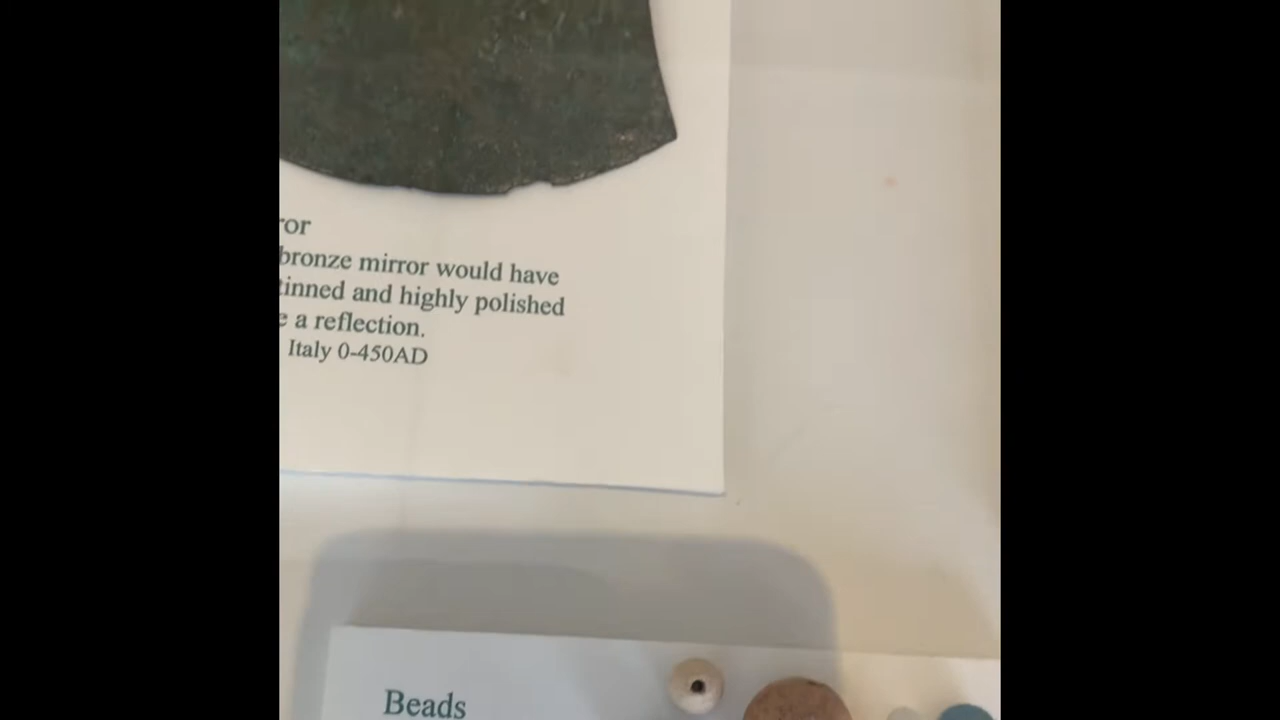 ror
bronze mirror would have
tinned and highly polished
e a reflection.
Italy 0-450AD
Beads